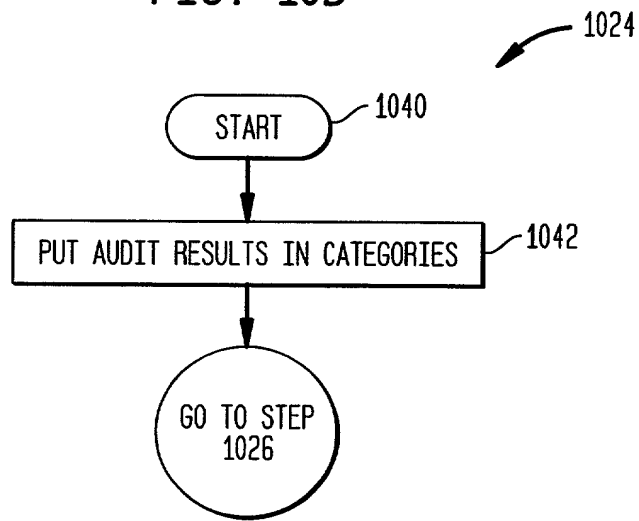 1024
START
1040
PUT AUDIT RESULTS IN CATEGORIES
1042
GO TO STEP
1026